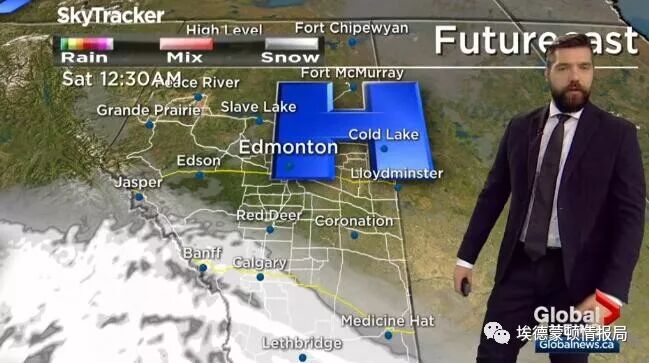 SkyTracker
High Level
Fort Chipewyan
Futurecast
Rain
Mix
Snow
Sat 12:30AM
Peace River
Fort McMurray
Grande Prairie
Slave Lake
H
Cold Lake
Edmonton
Edson
Lloydminster
Jasper
Red Deer
Coronation
Banff
Calgary
Global
埃德蒙顿情报局
Medicine Hat
Globalnews.ca
Lethbridge